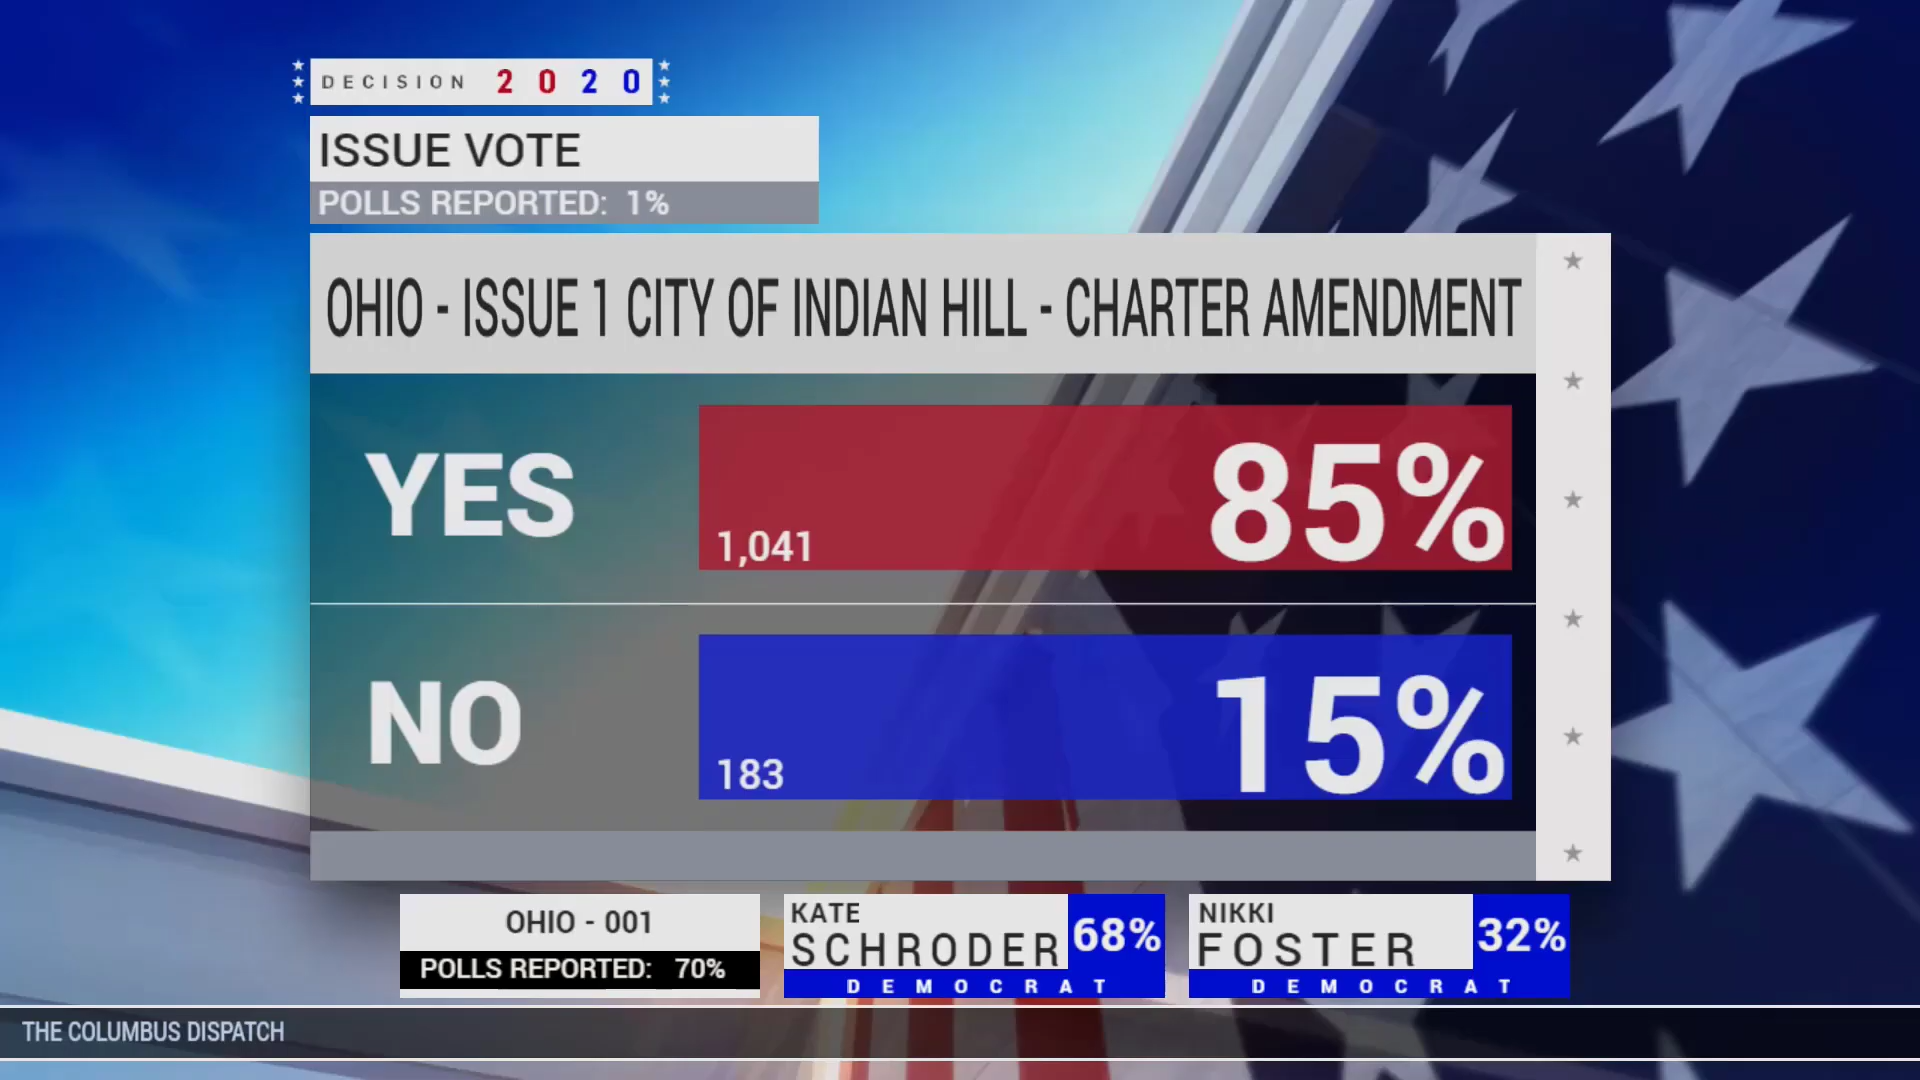 DECISION 2020
ISSUE VOTE
POLLS REPORTED: 1%
OHIO - ISSUE 1 CITY OF INDIAN HILL - CHARTER AMENDMENT
YES
1,041
85%
NO
183
15%
OHIO - 001
POLLS REPORTED: 70%
KATE
SCHRODER
68%
DEMOCRAT
NIKKI
FOSTER
32%
DEMOCRAT
THE COLUMBUS DISPATCH